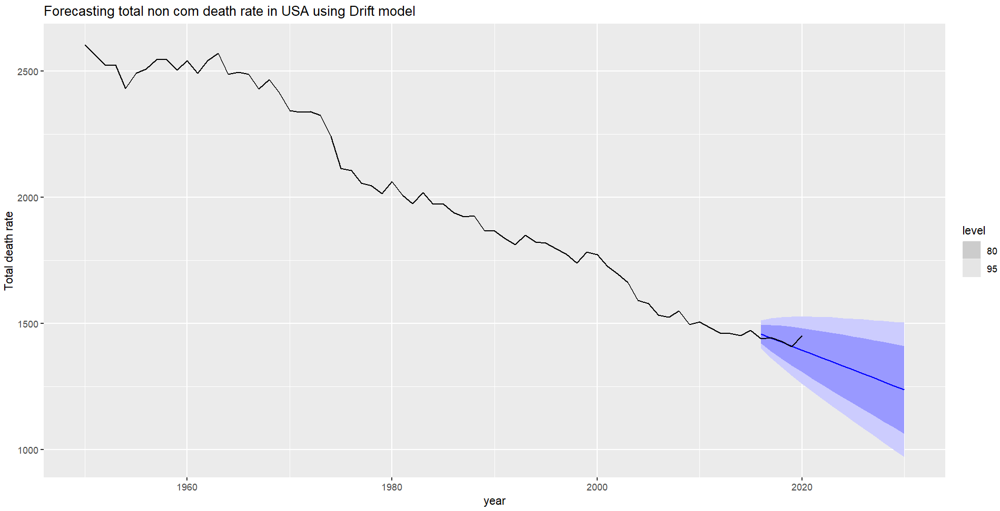 Forecasting total non com death rate in USA using Drift model
Total death rate
2500
2000
1500
1000
1960
1980
2000
2020
year
level
80
95